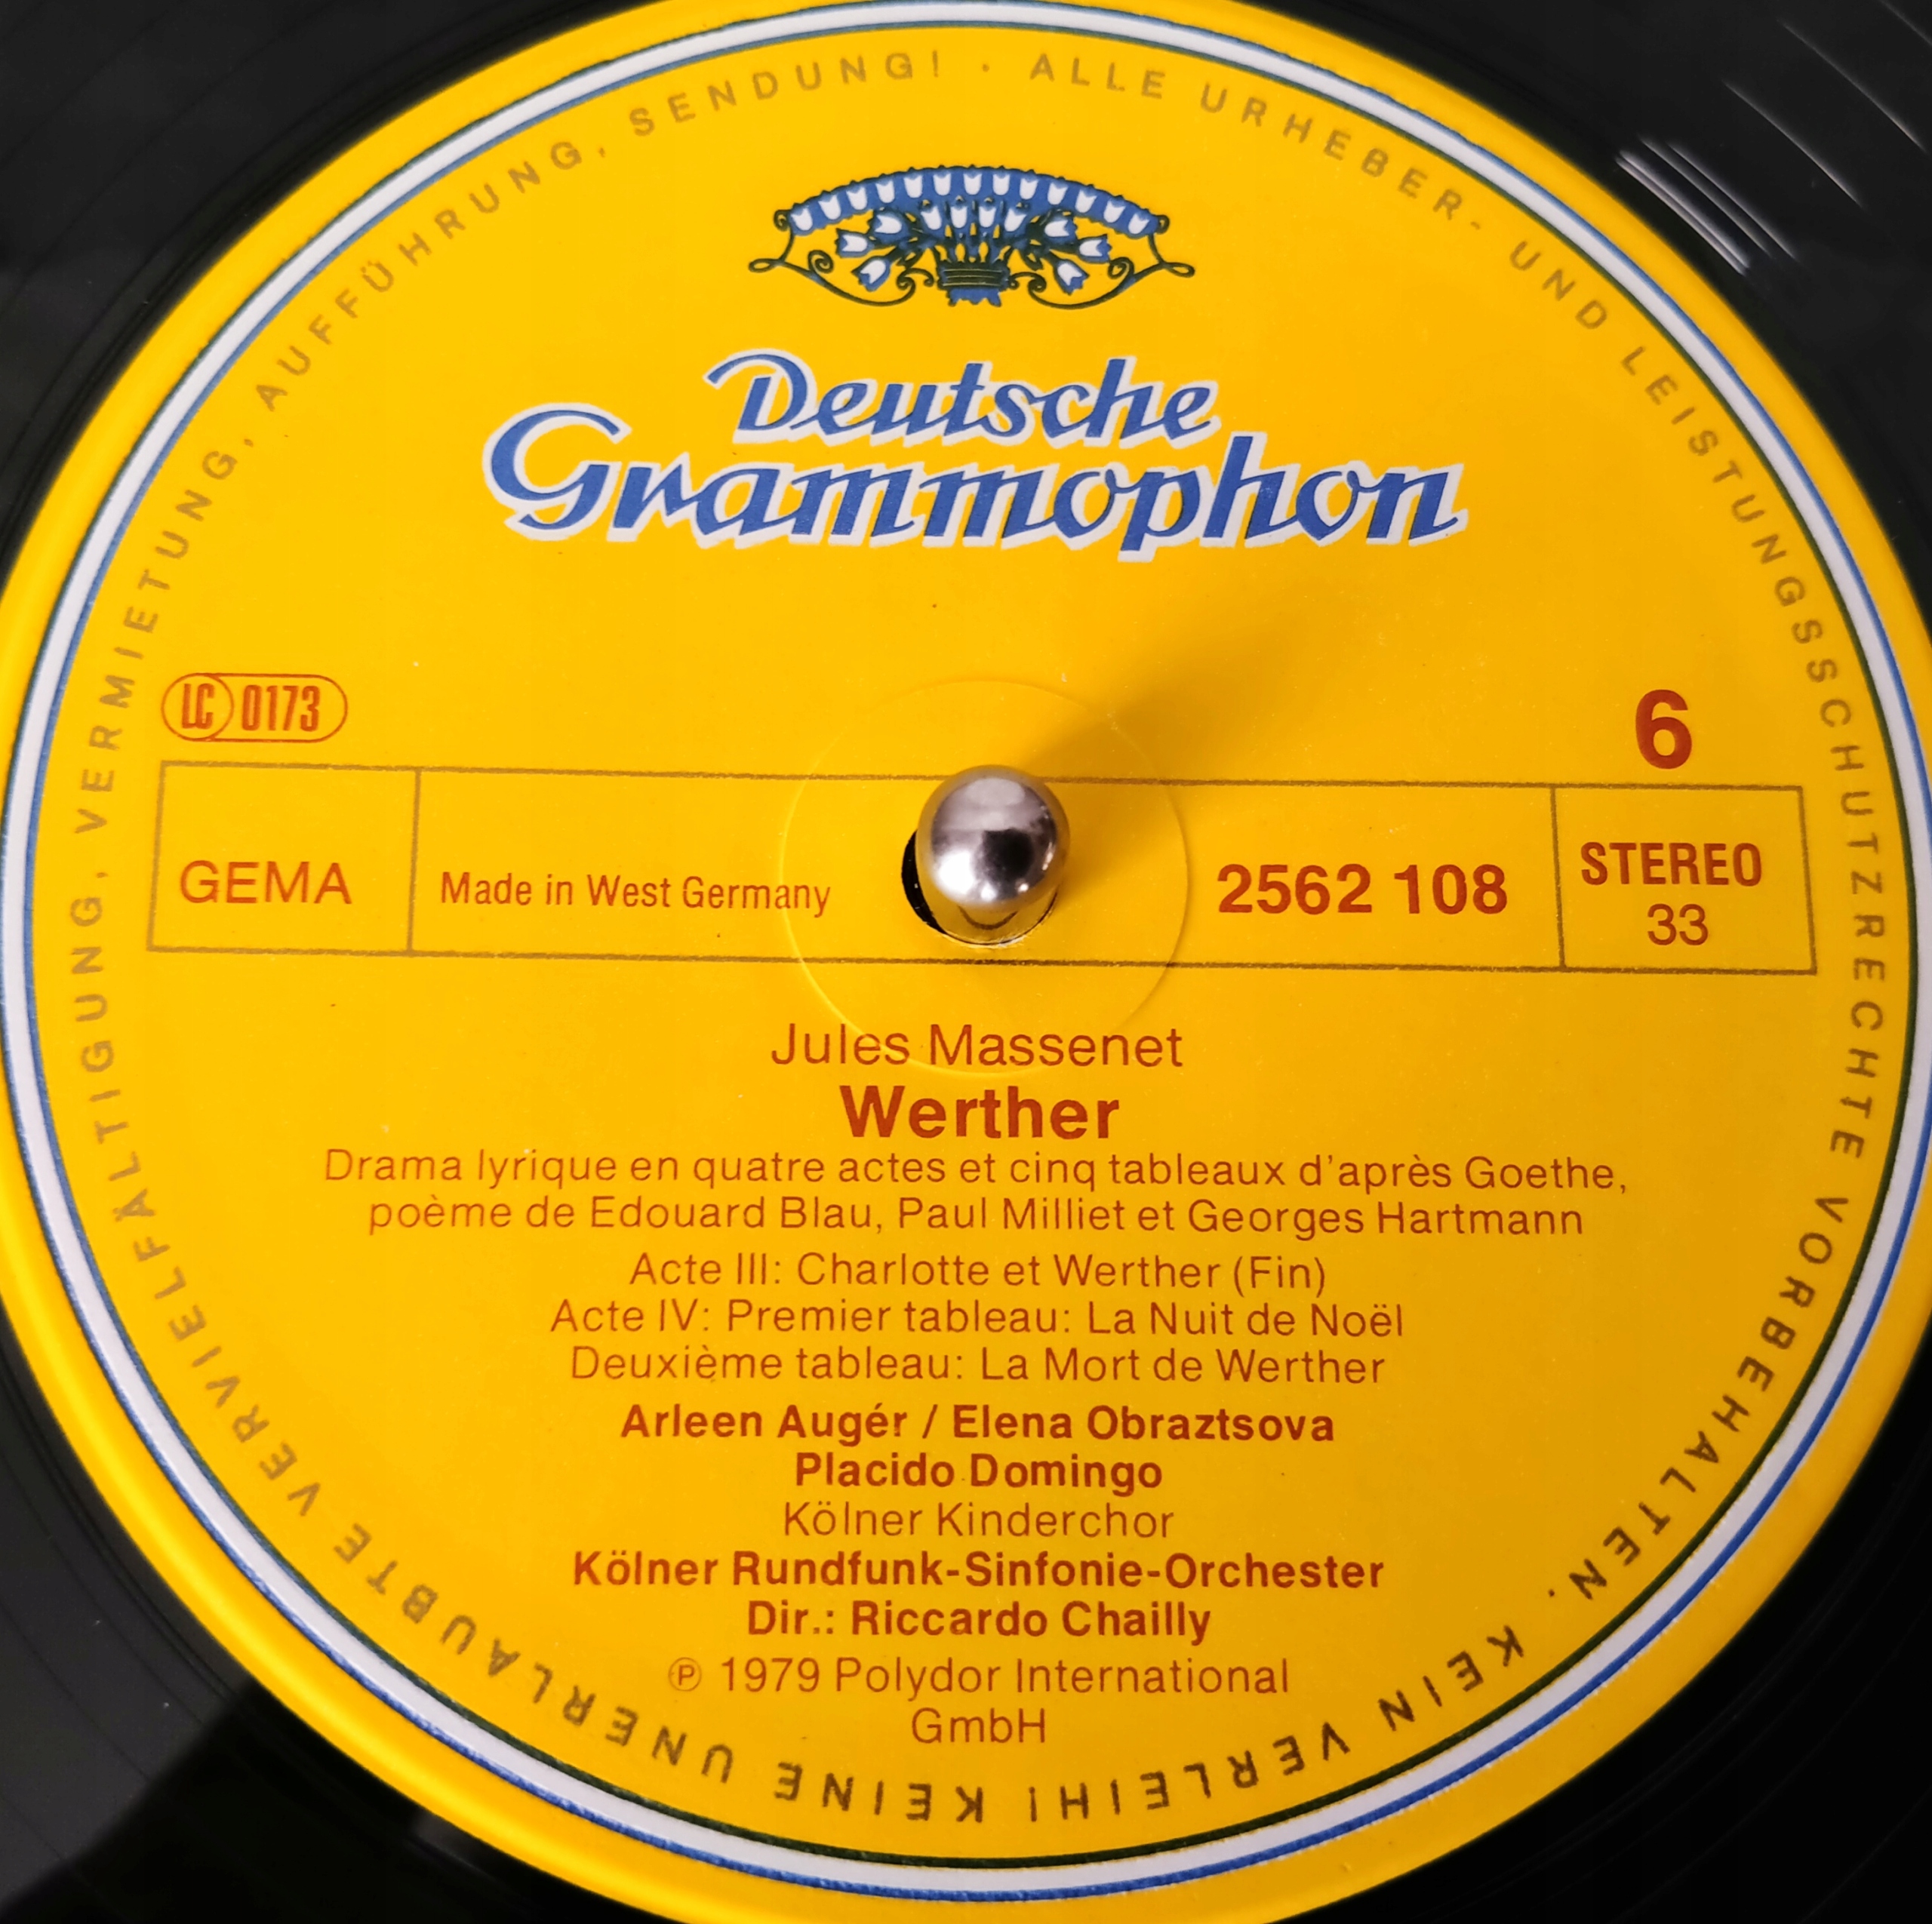 ALLE URHEBER- UND LEISTUNGSSCHUTZRECHTE VORBEHALTEN. KEIN VERLEIH! KEINE UNERLAUBTE VERVIELFÄLTIGUNG, VERMIETUNG, AUFFÜHRUNG, SENDUNG! ·
Deutsche
Grammophon
LC 0173
6
GEMA
Made in West Germany
2562 108
STEREO
33
Jules Massenet
Werther
Drama lyrique en quatre actes et cinq tableaux d'après Goethe,
poème de Edouard Blau, Paul Milliet et Georges Hartmann
Acte III: Charlotte et Werther (Fin)
Acte IV: Premier tableau: La Nuit de Noël
Deuxième tableau: La Mort de Werther
Arleen Augér / Elena Obraztsova
Placido Domingo
Kölner Kinderchor
Kölner Rundfunk-Sinfonie-Orchester
Dir.: Riccardo Chailly
℗ 1979 Polydor International
GmbH